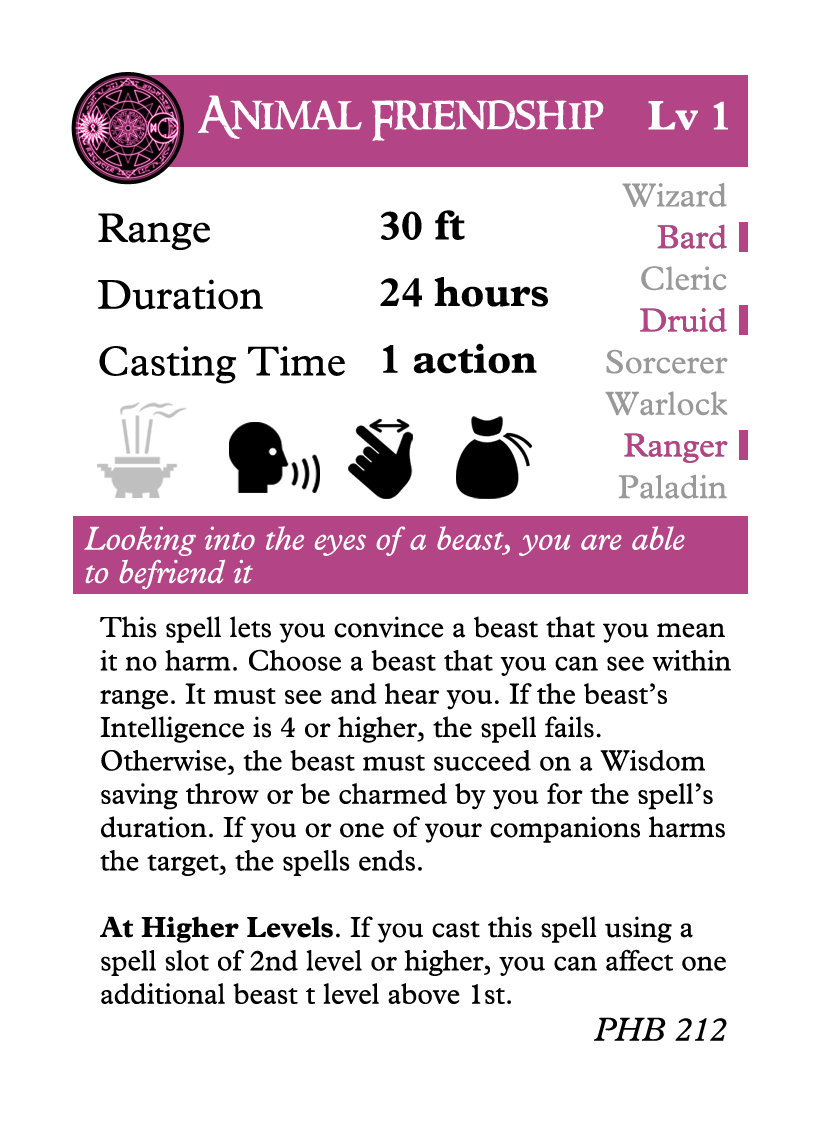 Animal Friendship Lv 1
Range 30 ft
Duration 24 hours
Casting Time 1 action
Wizard
Bard
Cleric
Druid
Sorcerer
Warlock
Ranger
Paladin
Looking into the eyes of a beast, you are able
to befriend it
This spell lets you convince a beast that you mean
it no harm. Choose a beast that you can see within
range. It must see and hear you. If the beast’s
Intelligence is 4 or higher, the spell fails.
Otherwise, the beast must succeed on a Wisdom
saving throw or be charmed by you for the spell’s
duration. If you or one of your companions harms
the target, the spells ends.
At Higher Levels. If you cast this spell using a
spell slot of 2nd level or higher, you can affect one
additional beast t level above 1st.
PHB 212